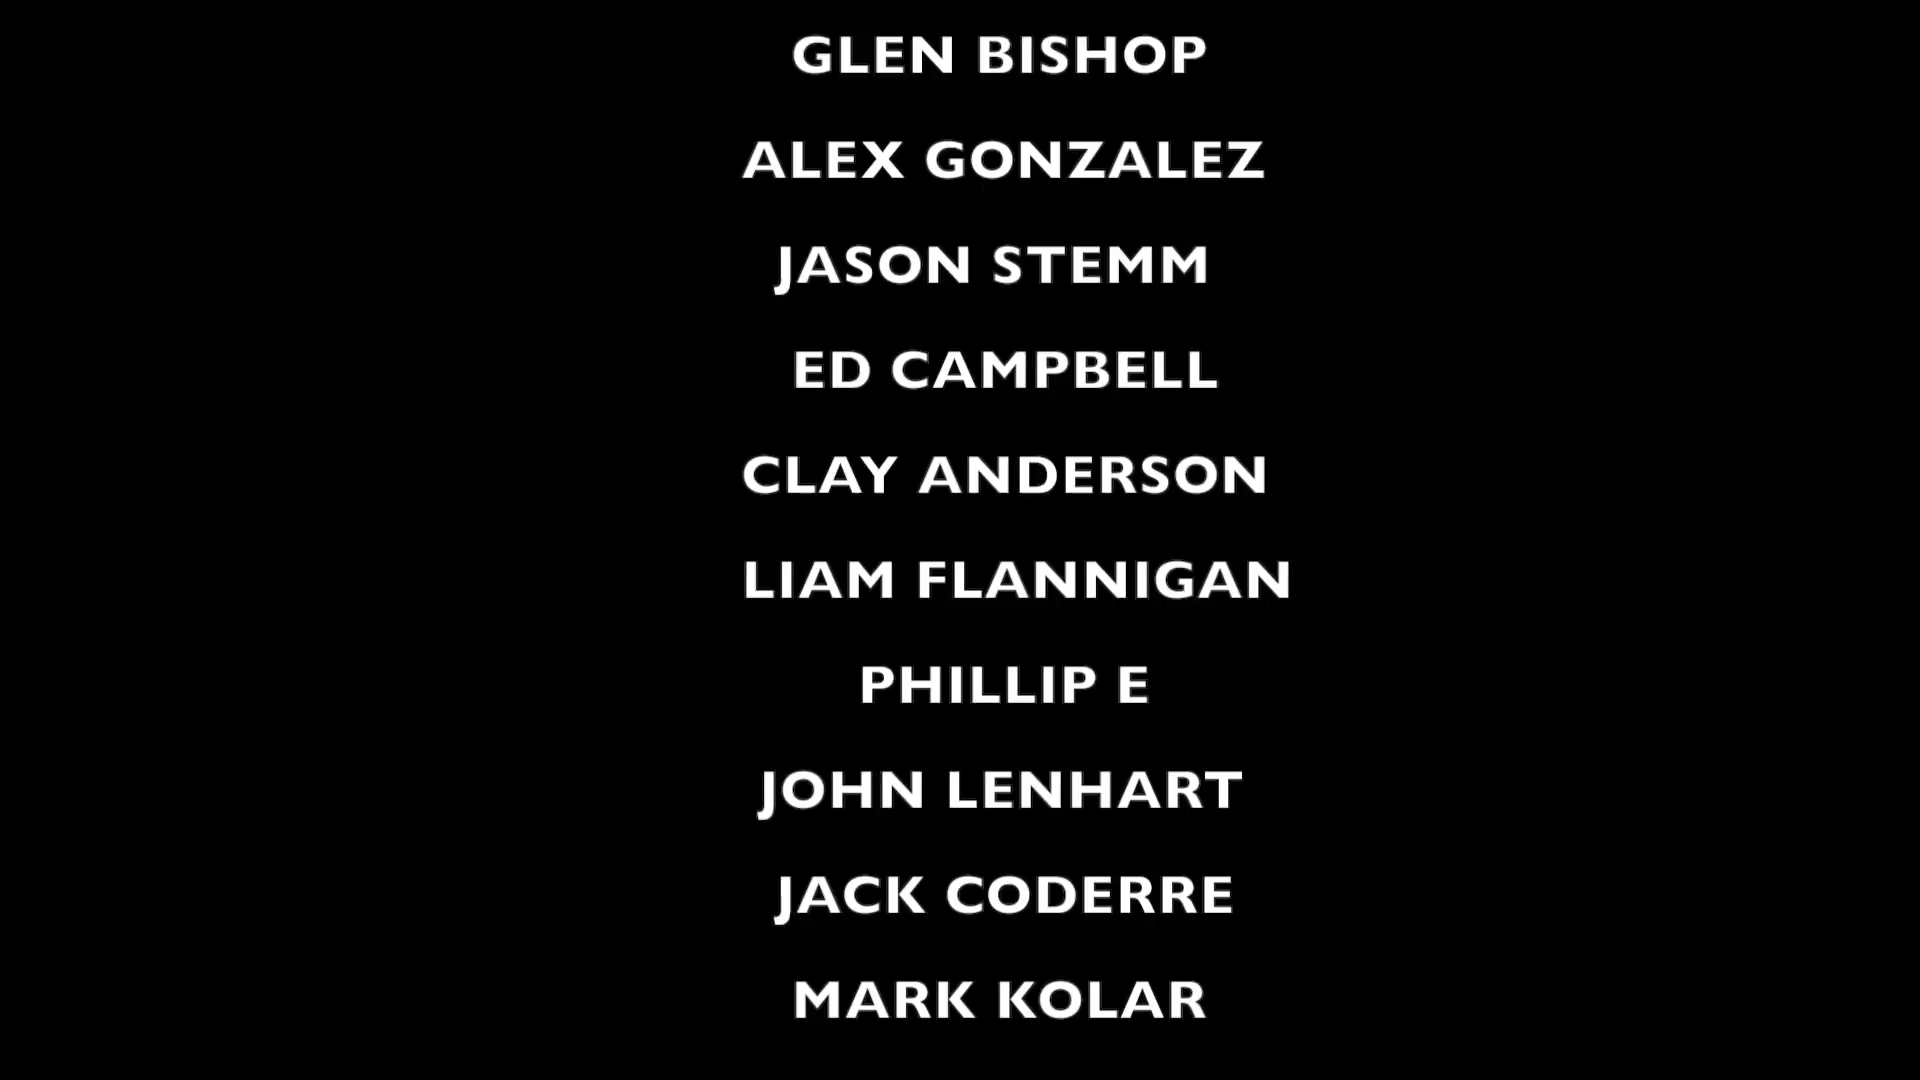 GLEN BISHOP
ALEX GONZALEZ
JASON STEMM
ED CAMPBELL
CLAY ANDERSON
LIAM FLANNIGAN
PHILLIP E
JOHN LENHART
JACK CODERRE
MARK KOLAR